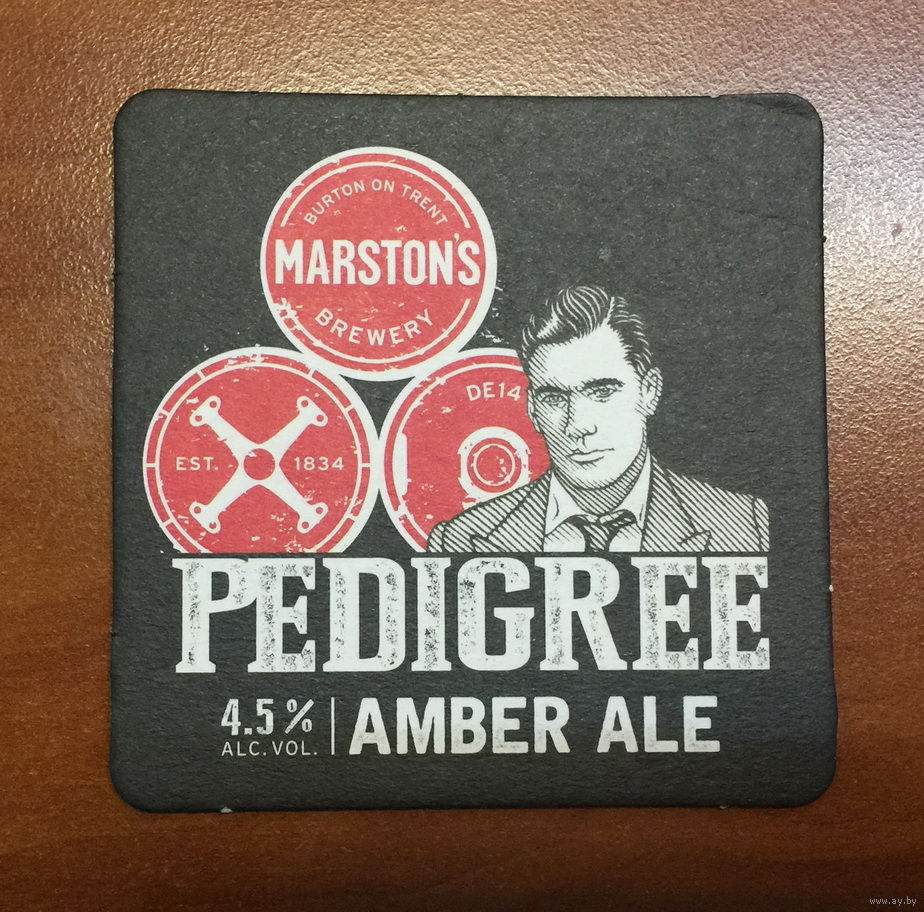 BURTON ON TRENT
MARSTON'S
BREWERY
EST. 1834
DE14
PEDIGREE
4.5% AMBER ALE
ALC. VOL.
www.ay.by